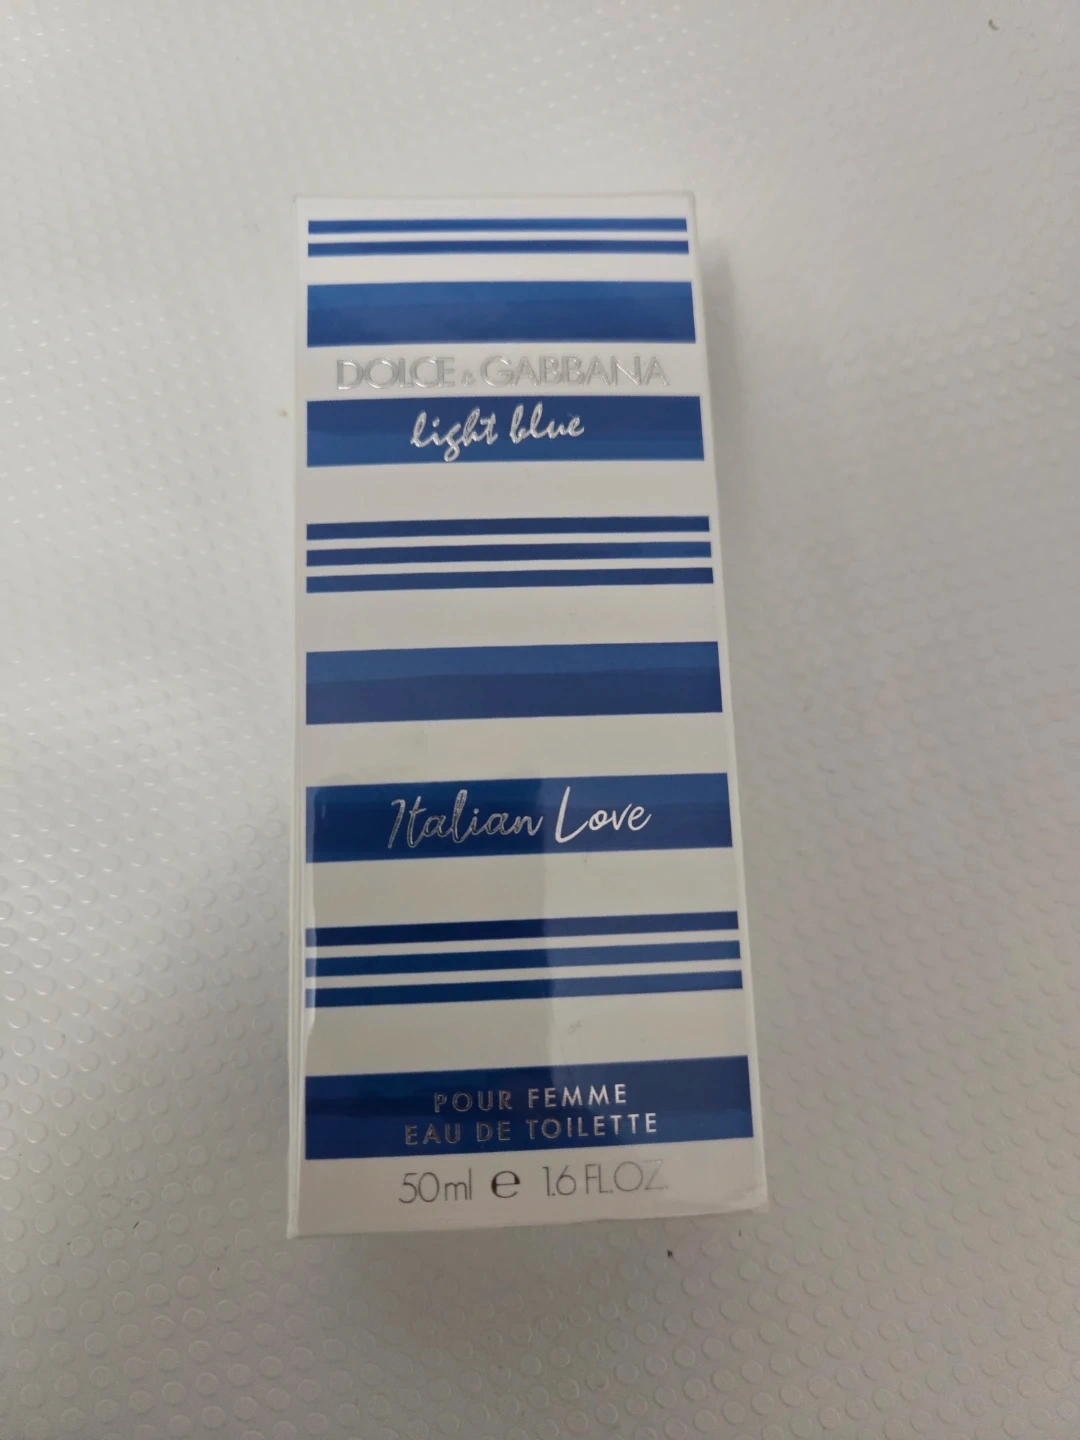 DOLCE & GABBANA
light blue
Italian Love
POUR FEMME
EAU DE TOILETTE
50ml e 1.6 FL.OZ.